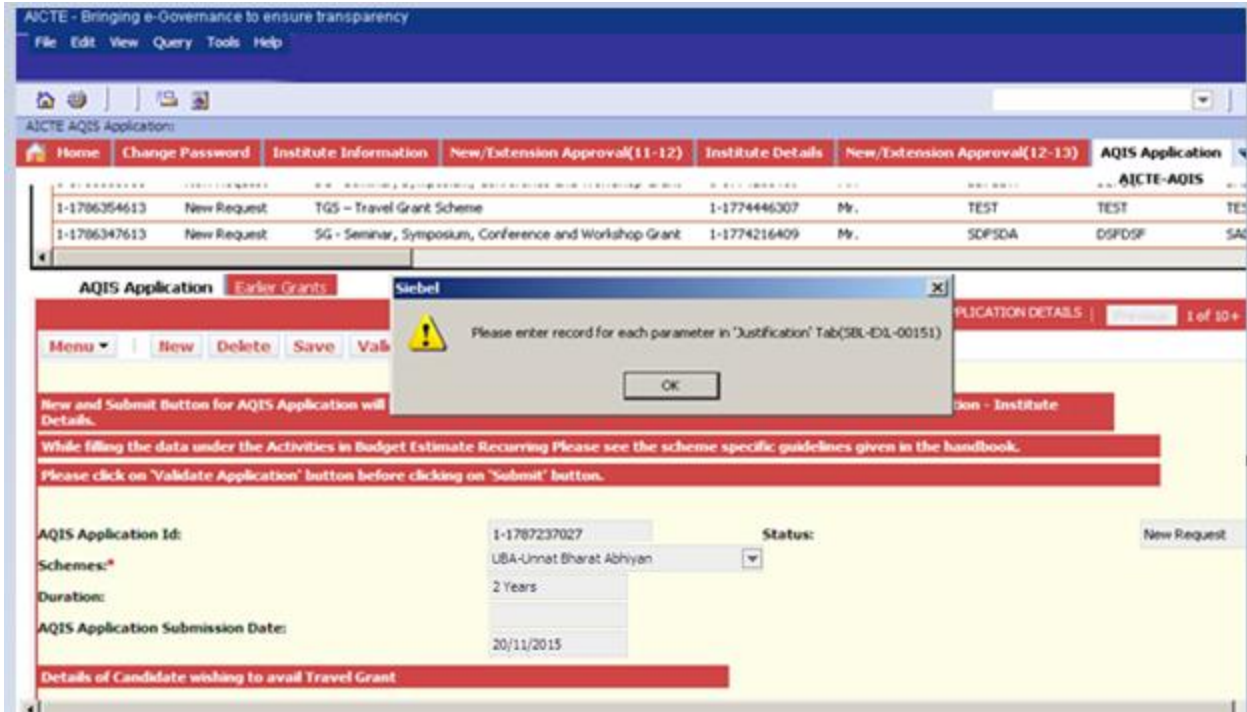 AICTE - Bringing e-Governance to ensure transparency
File Edit View Query Tools Help
AICTE AQIS Application:
Home Change Password Institute Information New/Extension Approval(11-12) Institute Details New/Extension Approval(12-13) AQIS Application
AICTE-AQIS
1-1786354613 New Request TGS – Travel Grant Scheme 1-1774446307 Mr. TEST TEST TES
1-1786347613 New Request SG - Seminar, Symposium, Conference and Workshop Grant 1-1774216409 Mr. SDFSDA DSFDSF SAD
AQIS Application Earlier Grants
Siebel
Please enter record for each parameter in 'Justification' Tab(SBL-EXL-00151)
OK
PLICATION DETAILS | 1 of 10+
Menu New Delete Save Vali
New and Submit Button for AQIS Application will
tion - Institute
Details.
While filling the data under the Activities in Budget Estimate Recurring Please see the scheme specific guidelines given in the handbook.
Please click on 'Validate Application' button before clicking on 'Submit' button.
AQIS Application Id: 1-1787237027 Status: New Request
Schemes:* UBA-Unnat Bharat Abhiyan
Duration: 2 Years
AQIS Application Submission Date:
20/11/2015
Details of Candidate wishing to avail Travel Grant